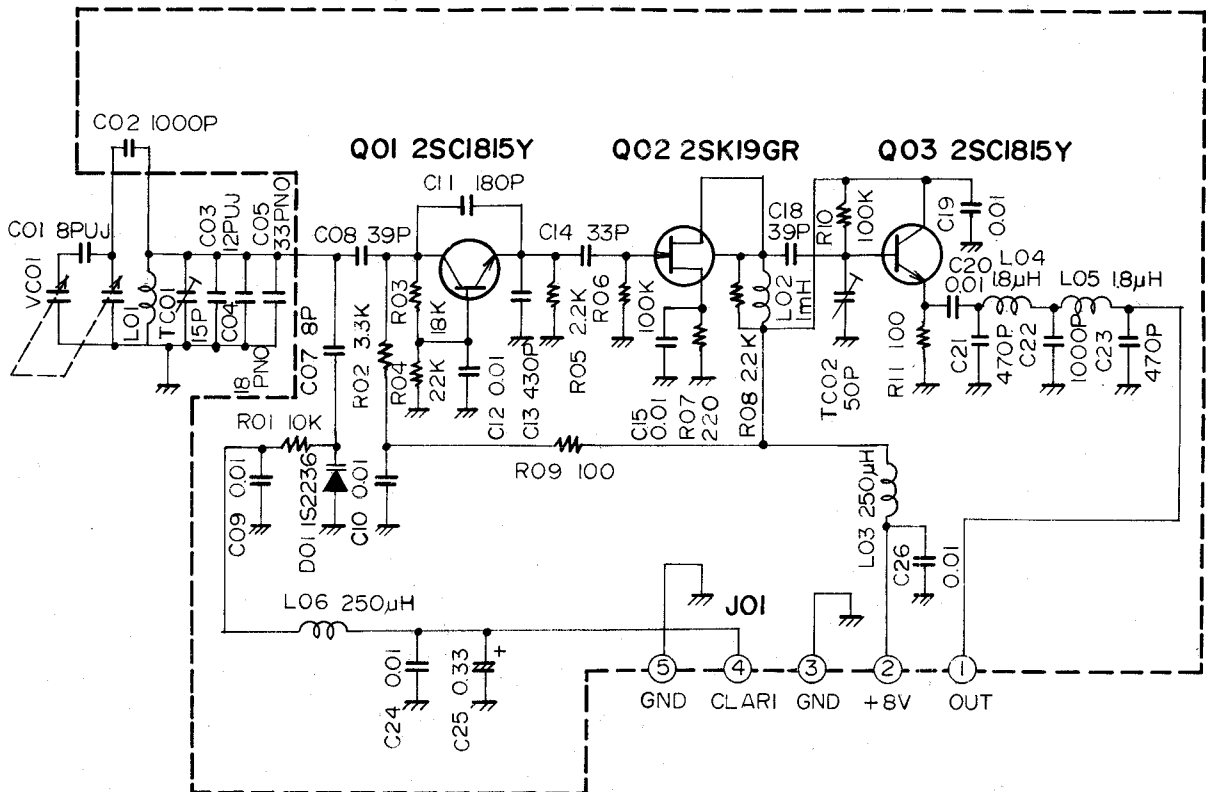 C02 1000P
Q01 2SC1815Y
Q02 2SK19GR
Q03 2SC1815Y
C11 180P
C01 8PUJ
VC01
L01
TC01
15P
C03
12PUJ
C04
18 PNO
C05
33PNO
C08 39P
C07 8P
R02 3.3K
R03
18K
R04
22K
C12 0.01
C13 430P
C14 33P
R05 2.2K
R06
100K
C15
0.01
R07
220
R08 2.2K
L02
1mH
C18
39P
R10
100K
TC02
50P
C19
0.01
R11 100
C20
0.01
L04
1.8μH
L05 1.8μH
C21
470P
C22
1000P
C23
470P
R01 10K
C09 0.01
D01 1S2236
C10 0.01
R09 100
L03 250μH
C26
0.01
L06 250μH
C24
0.01
C25
0.33
+
J01
5 4 3 2 1
GND CLARI GND +8V OUT